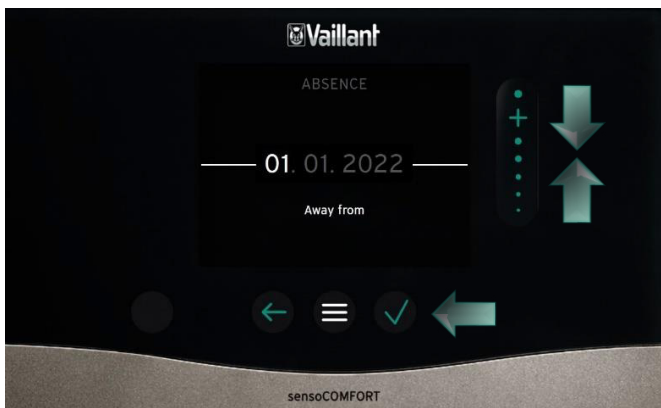 Vaillant
ABSENCE
01. 01. 2022
Away from
sensoCOMFORT